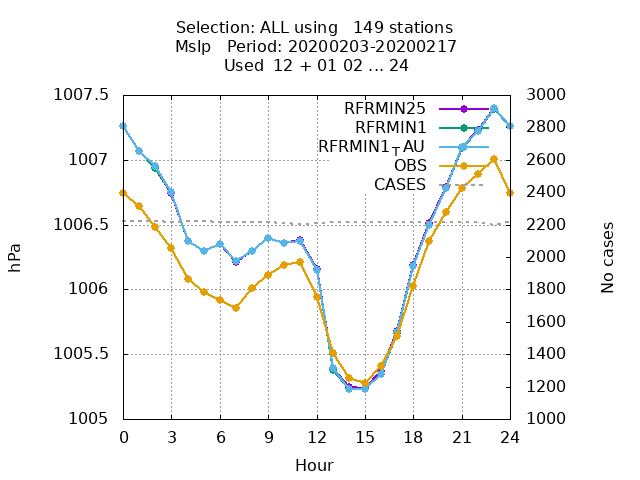 Selection: ALL using   149 stations
Mslp   Period: 20200203-20200217
Used  12 + 01 02 ... 24
1007.5
1007
1006.5
1006
1005.5
1005
3000
2800
2600
2400
2200
2000
1800
1600
1400
1200
1000
RFRMIN25
RFRMIN1
RFRMIN1┬AU
OBS
CASES
hPa
No cases
0 3 6 9 12 15 18 21 24
Hour